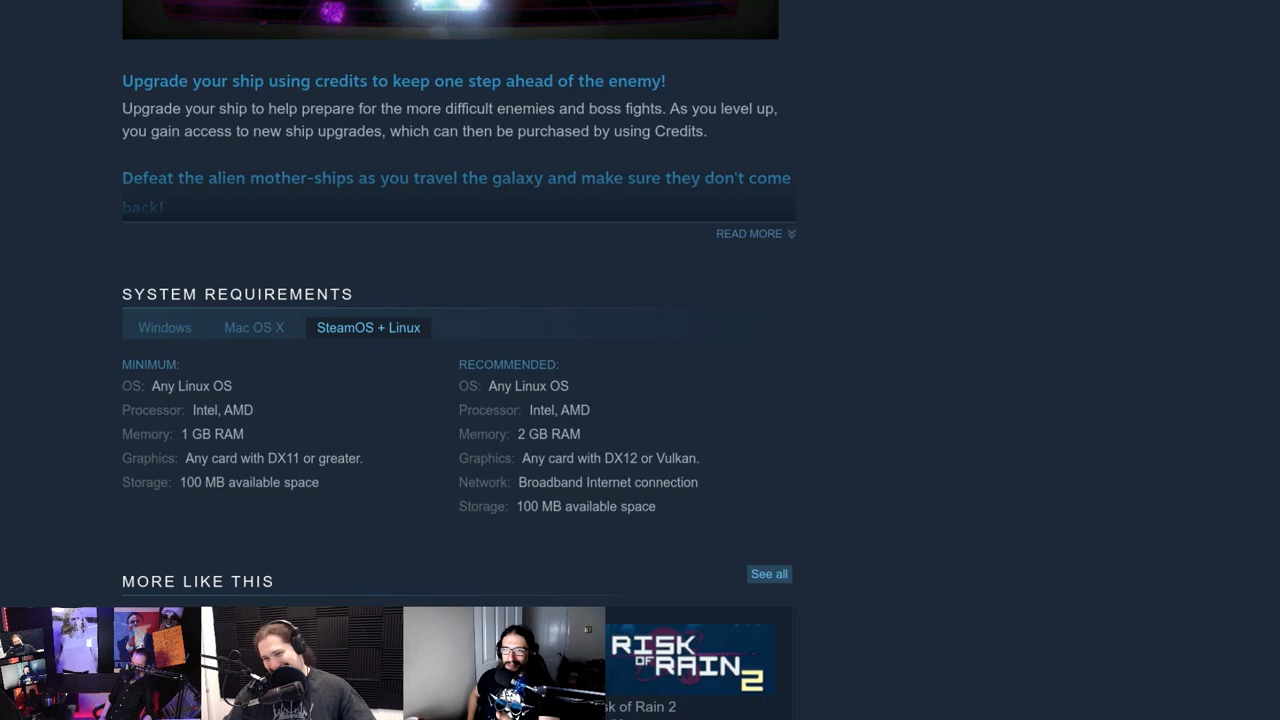 Upgrade your ship using credits to keep one step ahead of the enemy!
Upgrade your ship to help prepare for the more difficult enemies and boss fights. As you level up,
you gain access to new ship upgrades, which can then be purchased by using Credits.
Defeat the alien mother-ships as you travel the galaxy and make sure they don't come
back!
READ MORE
SYSTEM REQUIREMENTS
Windows
Mac OS X
SteamOS + Linux
MINIMUM:
OS: Any Linux OS
Processor: Intel, AMD
Memory: 1 GB RAM
Graphics: Any card with DX11 or greater.
Storage: 100 MB available space
RECOMMENDED:
OS: Any Linux OS
Processor: Intel, AMD
Memory: 2 GB RAM
Graphics: Any card with DX12 or Vulkan.
Network: Broadband Internet connection
Storage: 100 MB available space
MORE LIKE THIS
See all
RISK
OF RAIN
2
sk of Rain 2